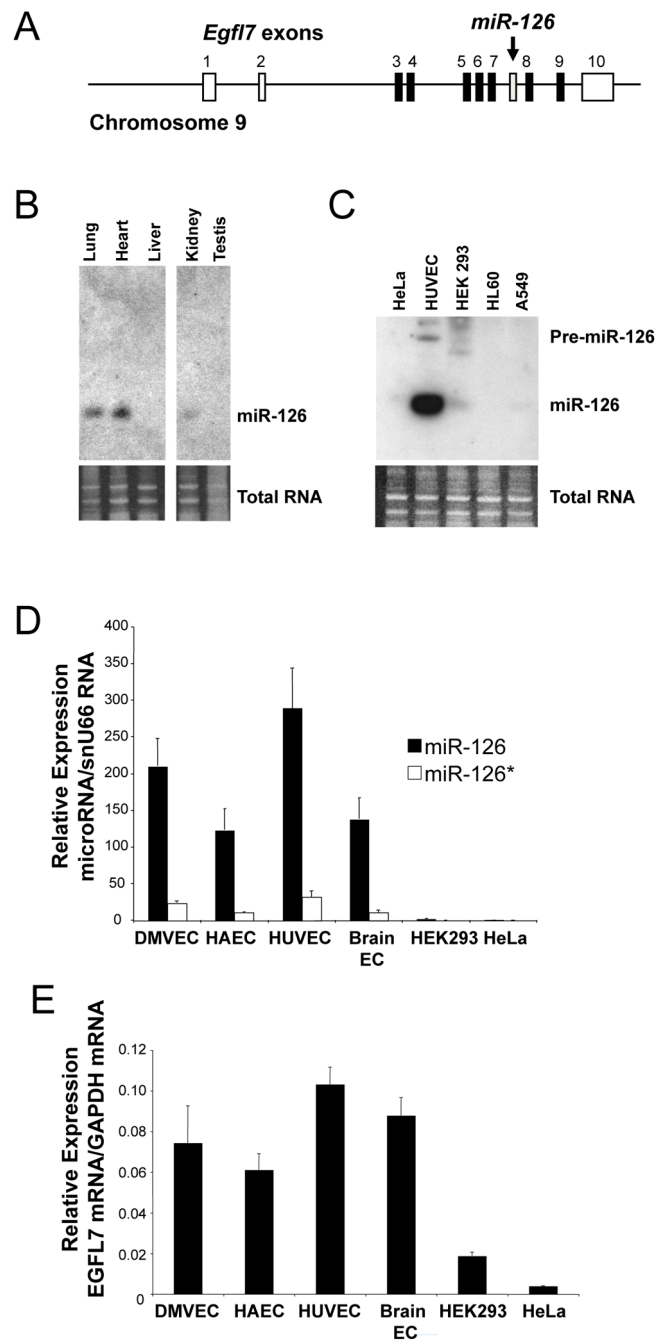 A
Egfl7 exons
miR-126
1 2 3 4 5 6 7 8 9 10
Chromosome 9
B
Lung
Heart
Liver
Kidney
Testis
miR-126
Total RNA
C
HeLa
HUVEC
HEK 293
HL60
A549
Pre-miR-126
miR-126
Total RNA
D
Relative Expression
microRNA/snU66 RNA
400
350
300
250
200
150
100
50
0
miR-126
miR-126*
DMVEC HAEC HUVEC Brain EC HEK293 HeLa
E
Relative Expression
EGFL7 mRNA/GAPDH mRNA
0.12
0.10
0.08
0.06
0.04
0.02
0
DMVEC HAEC HUVEC Brain EC HEK293 HeLa